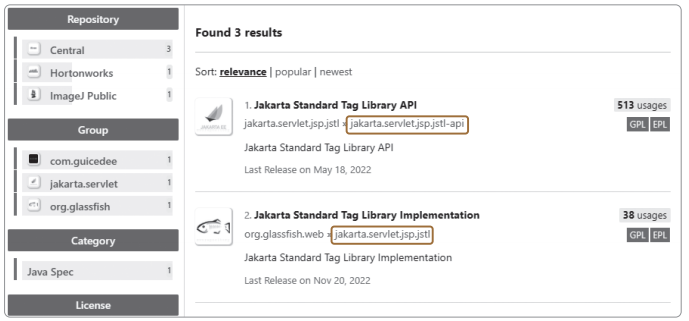 Repository
Central 3
Hortonworks 1
ImageJ Public 1
Group
com.guicedee 1
jakarta.servlet 1
org.glassfish 1
Category
Java Spec 1
License
Found 3 results
Sort: relevance | popular | newest
1. Jakarta Standard Tag Library API 513 usages
jakarta.servlet.jsp.jstl » jakarta.servlet.jsp.jstl-api GPL EPL
Jakarta Standard Tag Library API
Last Release on May 18, 2022
JAKARTA EE
2. Jakarta Standard Tag Library Implementation 38 usages
org.glassfish.web » jakarta.servlet.jsp.jstl GPL EPL
Jakarta Standard Tag Library Implementation
Last Release on Nov 20, 2022